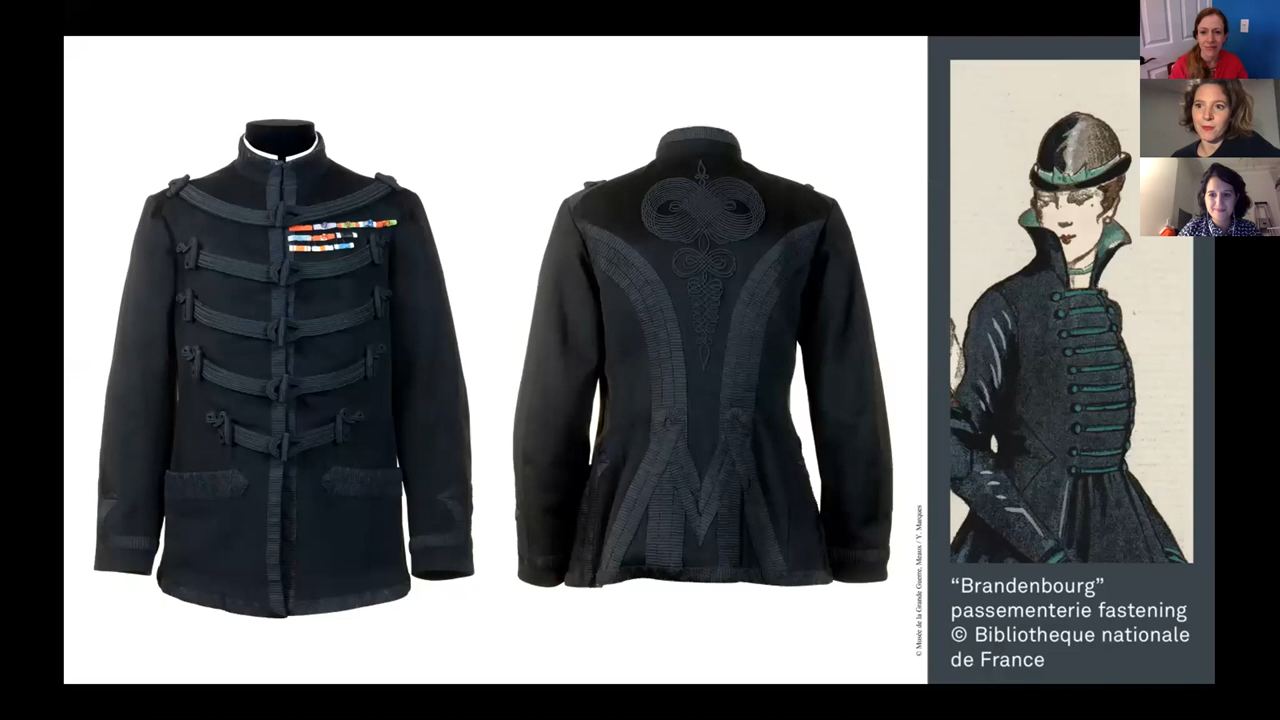 © Musée de la Grande Guerre, Meaux / Y. Marques
“Brandenbourg”
passementerie fastening
© Bibliotheque nationale
de France